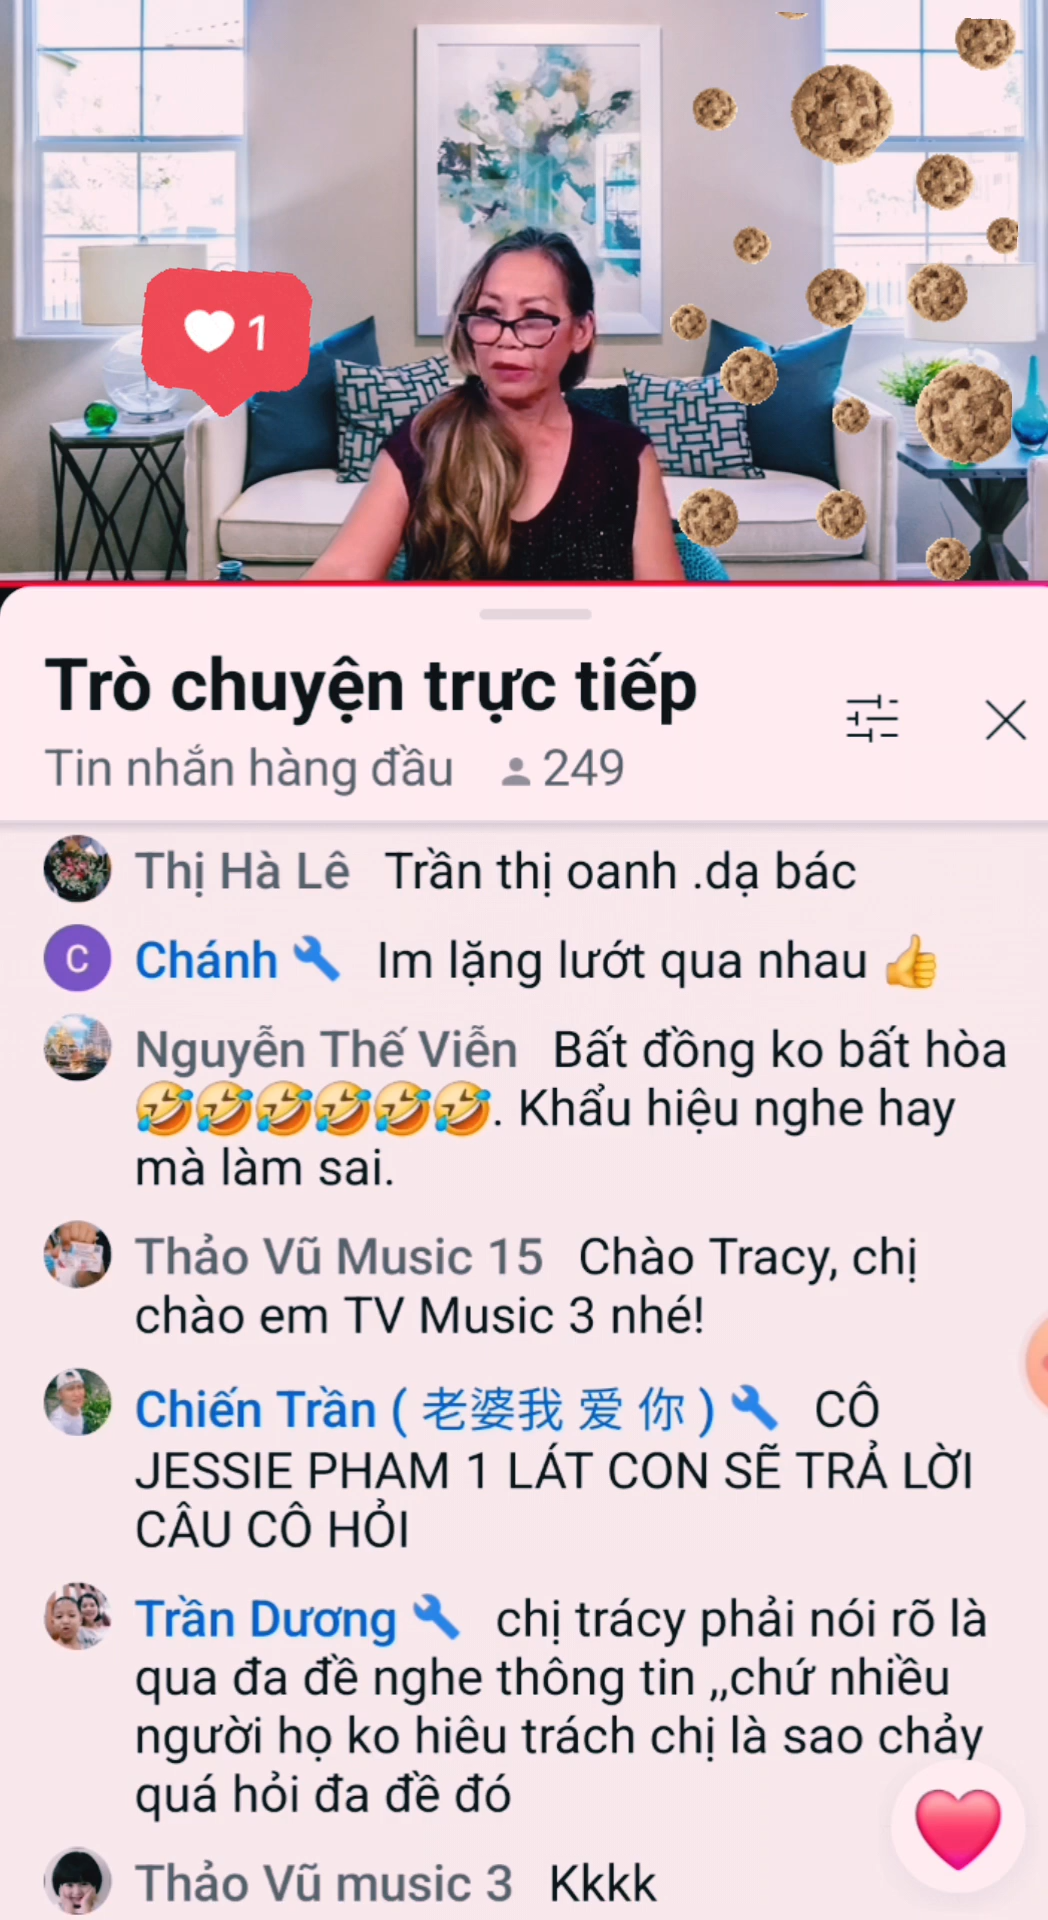 1
Trò chuyện trực tiếp
Tin nhắn hàng đầu 249
Thị Hà Lê Trần thị oanh .dạ bác
C Chánh Im lặng lướt qua nhau 👍
Nguyễn Thế Viễn Bất đồng ko bất hòa
🤣🤣🤣🤣🤣🤣. Khẩu hiệu nghe hay
mà làm sai.
Thảo Vũ Music 15 Chào Tracy, chị
chào em TV Music 3 nhé!
Chiến Trần ( 老婆我 爱 你 ) CÔ
JESSIE PHAM 1 LÁT CON SẼ TRẢ LỜI
CÂU CÔ HỎI
Trần Dương chị trácy phải nói rõ là
qua đa đề nghe thông tin ,,chứ nhiều
người họ ko hiêu trách chị là sao chảy
quá hỏi đa đề đó
Thảo Vũ music 3 Kkkk